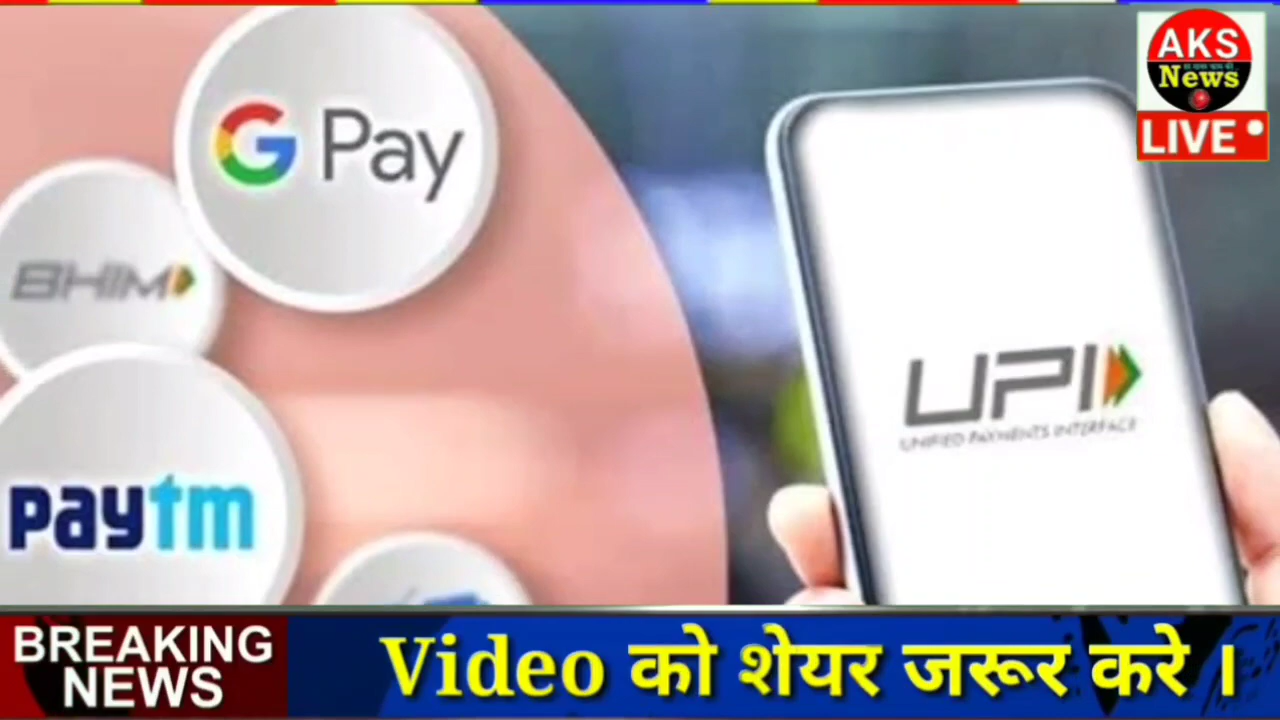 G Pay
AKS
News
LIVE
BHIM
UPI
UNIFIED PAYMENTS INTERFACE
paytm
BREAKING
NEWS
Video को शेयर जरूर करे ।